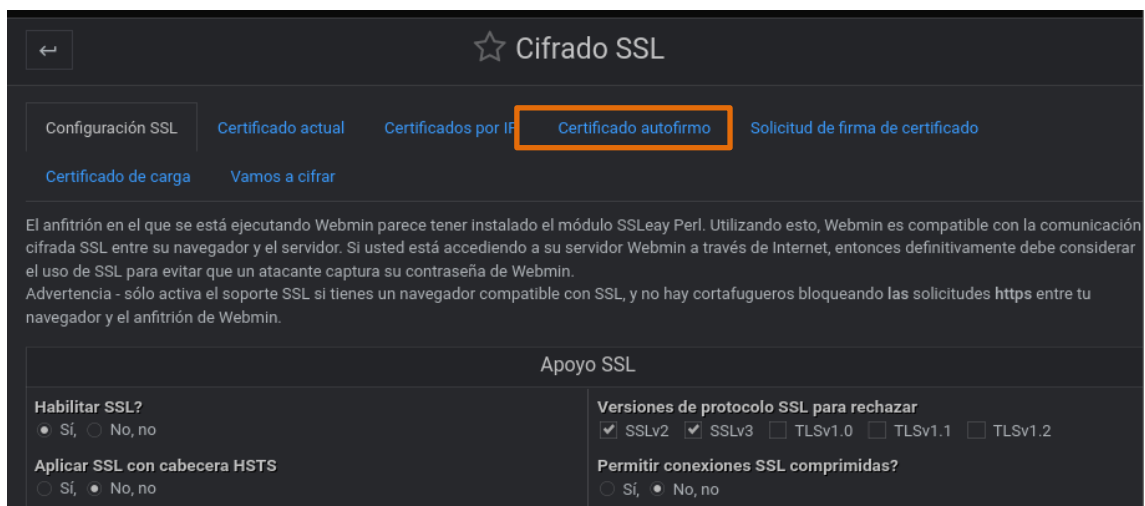 Cifrado SSL
Configuración SSL Certificado actual Certificados por IP Certificado autofirmo Solicitud de firma de certificado
Certificado de carga Vamos a cifrar
El anfitrión en el que se está ejecutando Webmin parece tener instalado el módulo SSLeay Perl. Utilizando esto, Webmin es compatible con la comunicación
cifrada SSL entre su navegador y el servidor. Si usted está accediendo a su servidor Webmin a través de Internet, entonces definitivamente debe considerar
el uso de SSL para evitar que un atacante captura su contraseña de Webmin.
Advertencia - sólo activa el soporte SSL si tienes un navegador compatible con SSL, y no hay cortafugueros bloqueando las solicitudes https entre tu
navegador y el anfitrión de Webmin.
Apoyo SSL
Habilitar SSL?
Sí, No, no
Versiones de protocolo SSL para rechazar
SSLv2 SSLv3 TLSv1.0 TLSv1.1 TLSv1.2
Aplicar SSL con cabecera HSTS
Sí, No, no
Permitir conexiones SSL comprimidas?
Sí, No, no